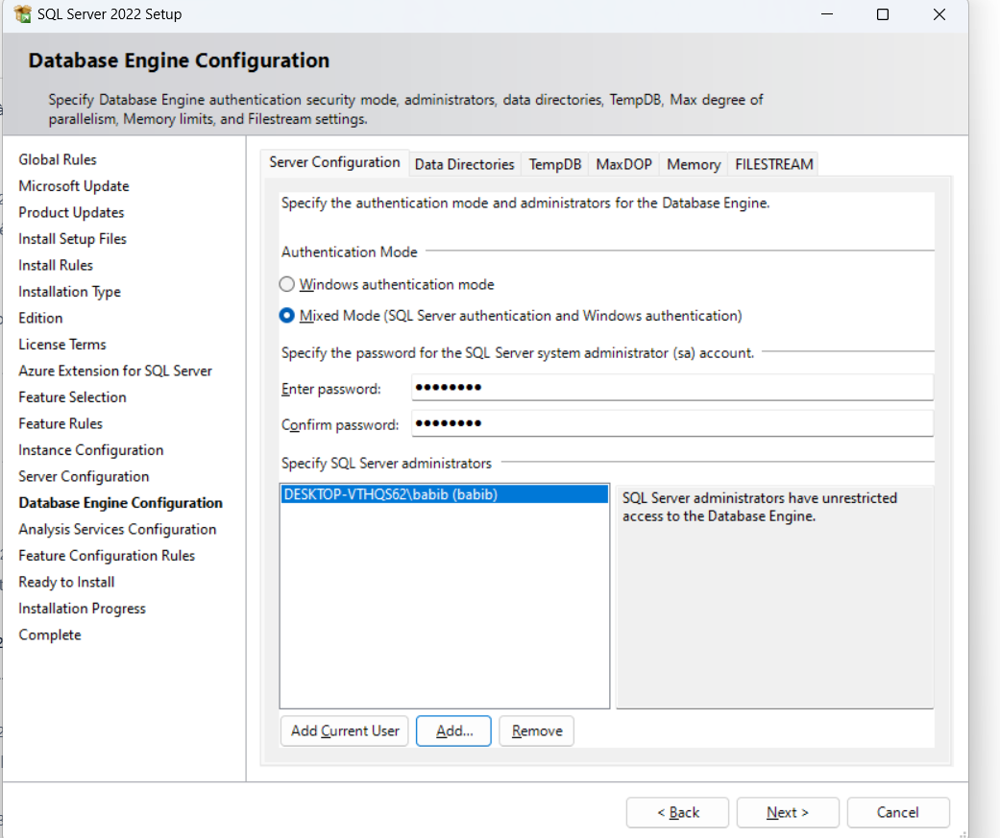 SQL Server 2022 Setup
Database Engine Configuration
Specify Database Engine authentication security mode, administrators, data directories, TempDB, Max degree of
parallelism, Memory limits, and Filestream settings.
Global Rules
Microsoft Update
Product Updates
Install Setup Files
Install Rules
Installation Type
Edition
License Terms
Azure Extension for SQL Server
Feature Selection
Feature Rules
Instance Configuration
Server Configuration
Database Engine Configuration
Analysis Services Configuration
Feature Configuration Rules
Ready to Install
Installation Progress
Complete
Server Configuration Data Directories TempDB MaxDOP Memory FILESTREAM
Specify the authentication mode and administrators for the Database Engine.
Authentication Mode
Windows authentication mode
Mixed Mode (SQL Server authentication and Windows authentication)
Specify the password for the SQL Server system administrator (sa) account.
Enter password: ●●●●●●●●
Confirm password: ●●●●●●●●
Specify SQL Server administrators
DESKTOP-VTHQS62\babib (babib)
SQL Server administrators have unrestricted
access to the Database Engine.
Add Current User Add... Remove
< Back Next > Cancel